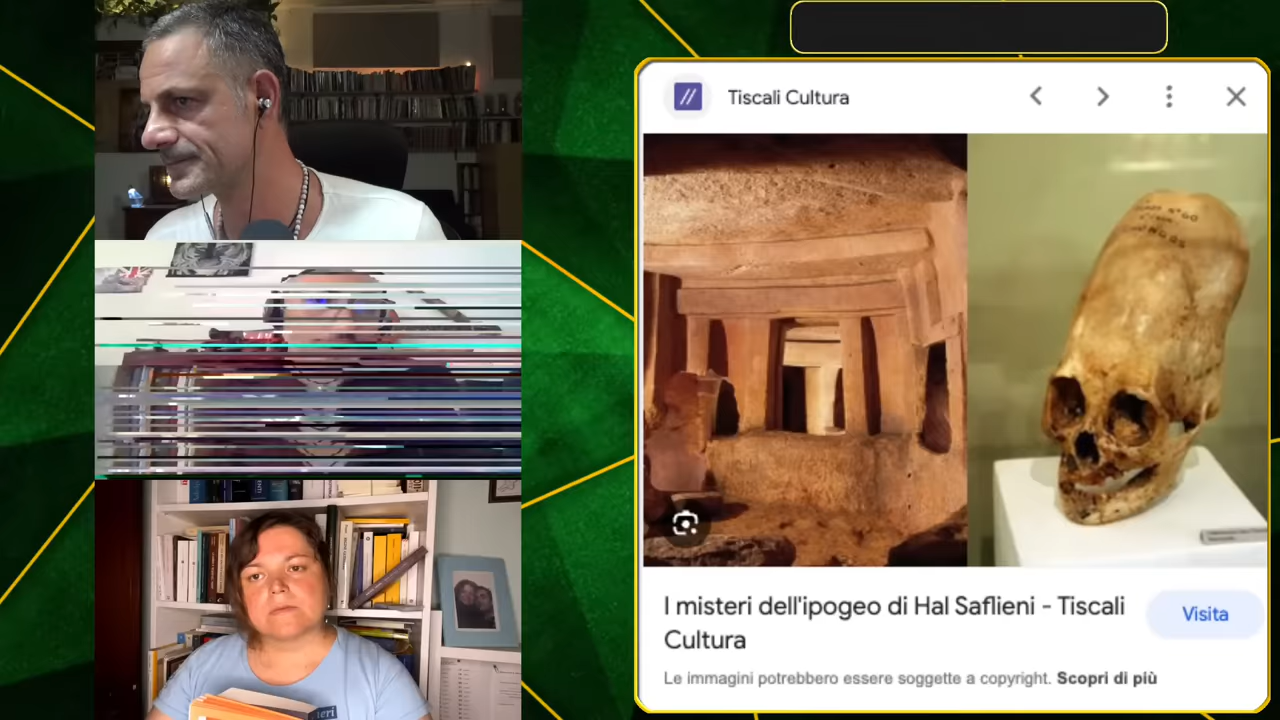 Tiscali Cultura
I misteri dell'ipogeo di Hal Saflieni - Tiscali
Cultura
Visita
Le immagini potrebbero essere soggette a copyright. Scopri di più